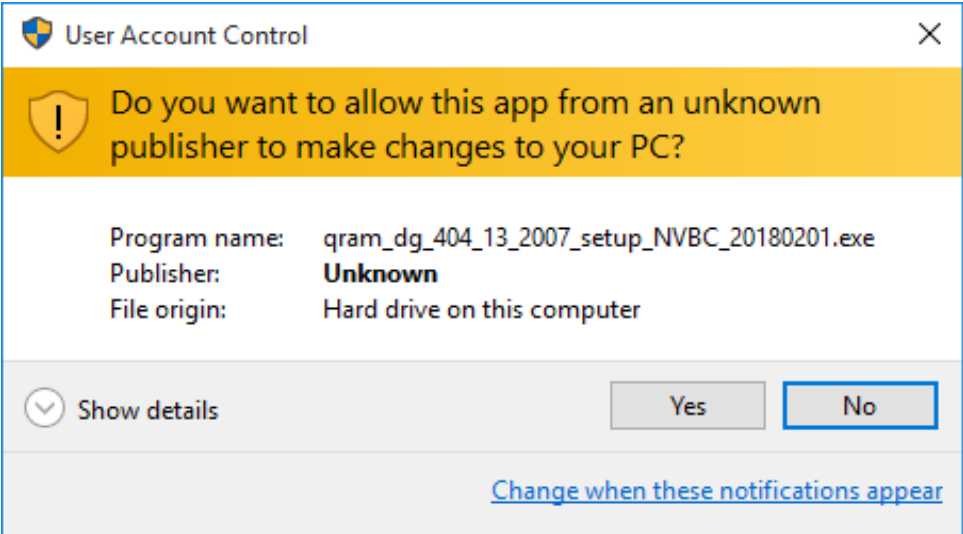 User Account Control
Do you want to allow this app from an unknown
publisher to make changes to your PC?
Program name: qram_dg_404_13_2007_setup_NVBC_20180201.exe
Publisher: Unknown
File origin: Hard drive on this computer
Show details
Yes No
Change when these notifications appear